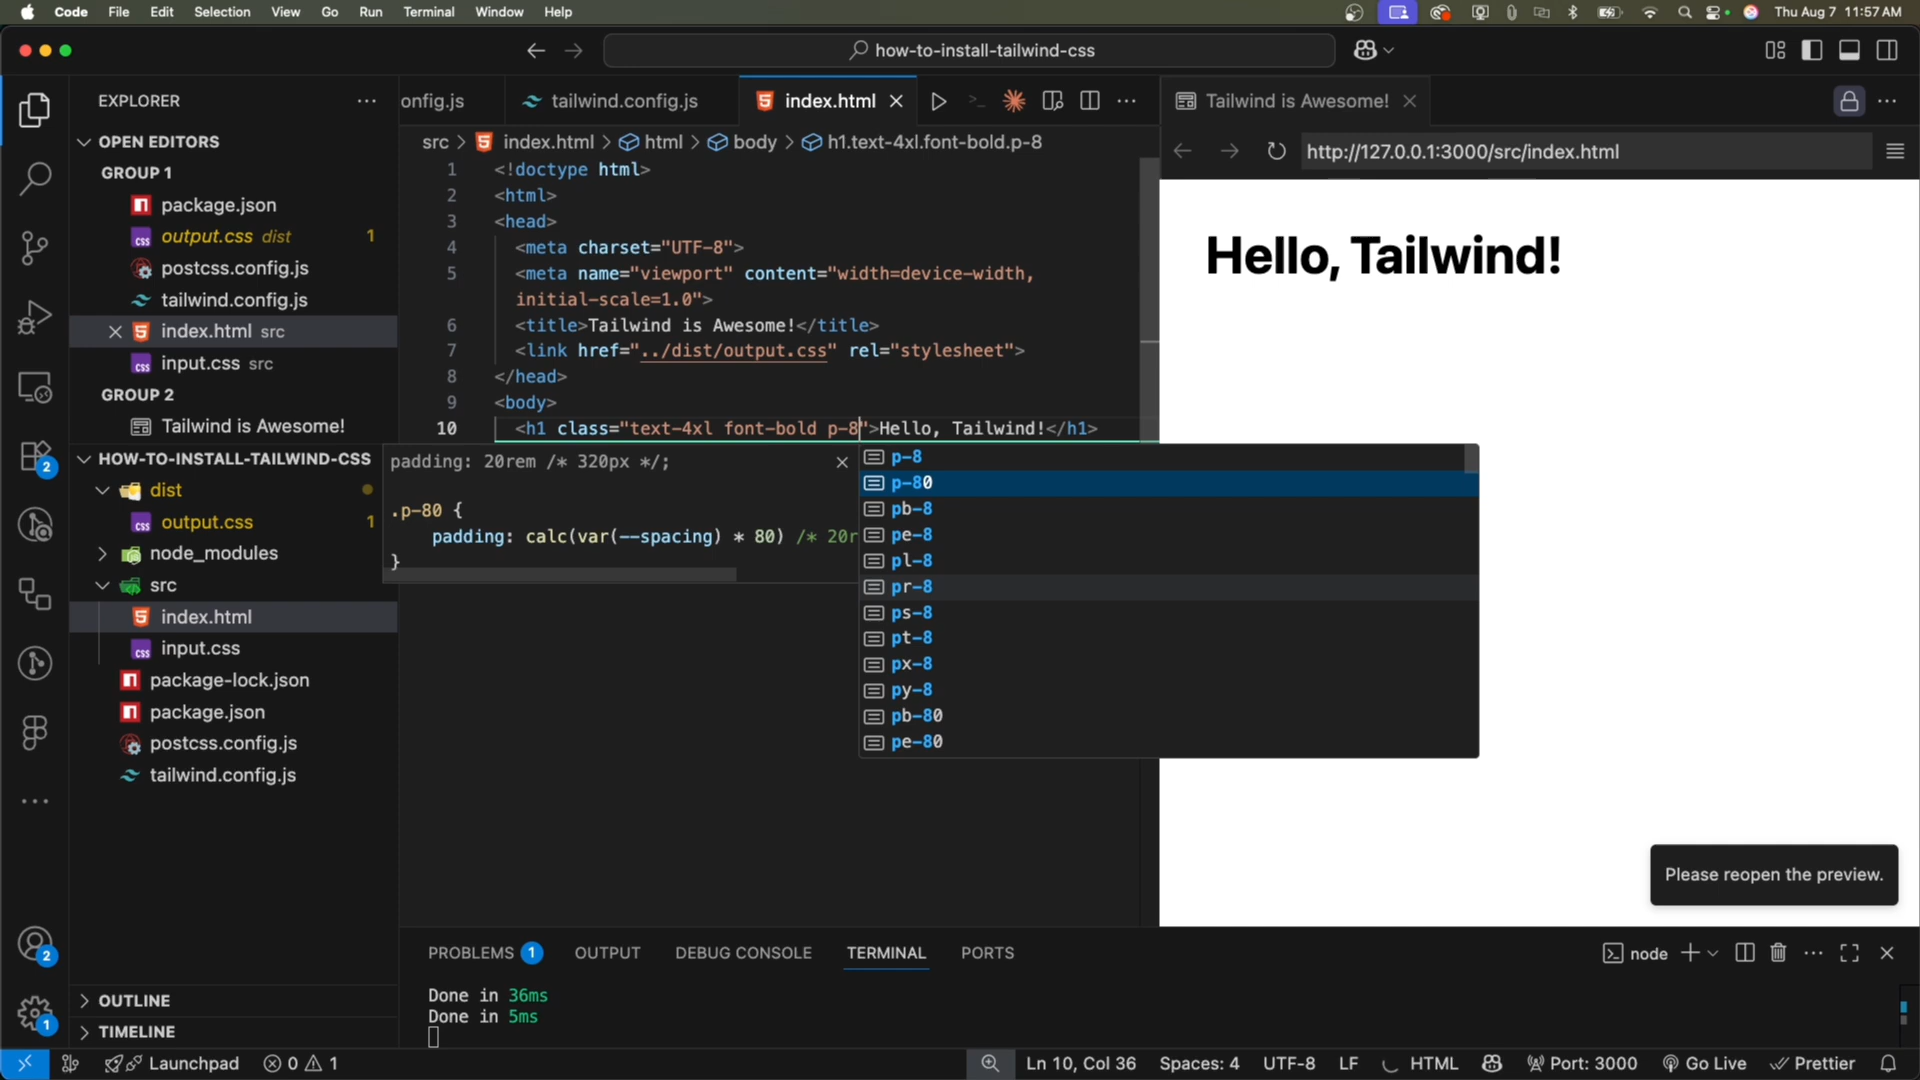 Code File Edit Selection View Go Run Terminal Window Help
Thu Aug 7 11:57 AM
how-to-install-tailwind-css
EXPLORER
OPEN EDITORS
GROUP 1
package.json
output.css dist 1
postcss.config.js
tailwind.config.js
index.html src
input.css src
GROUP 2
Tailwind is Awesome!
HOW-TO-INSTALL-TAILWIND-CSS
dist
output.css 1
node_modules
src
index.html
input.css
package-lock.json
package.json
postcss.config.js
tailwind.config.js
OUTLINE
TIMELINE
2
2
1
onfig.js
tailwind.config.js
index.html
src > index.html > html > body > h1.text-4xl.font-bold.p-8
1 <!doctype html>
2 <html>
3 <head>
4 <meta charset="UTF-8">
5 <meta name="viewport" content="width=device-width,
initial-scale=1.0">
6 <title>Tailwind is Awesome!</title>
7 <link href="../dist/output.css" rel="stylesheet">
8 </head>
9 <body>
10 <h1 class="text-4xl font-bold p-8">Hello, Tailwind!</h1>
padding: 20rem /* 320px */;
.p-80 {
padding: calc(var(--spacing) * 80) /* 20r
}
p-8
p-80
pb-8
pe-8
pl-8
pr-8
ps-8
pt-8
px-8
py-8
pb-80
pe-80
Tailwind is Awesome!
http://127.0.0.1:3000/src/index.html
Hello, Tailwind!
Please reopen the preview.
PROBLEMS 1 OUTPUT DEBUG CONSOLE TERMINAL PORTS
node
Done in 36ms
Done in 5ms
Launchpad 0 1
Ln 10, Col 36 Spaces: 4 UTF-8 LF HTML Port: 3000 Go Live Prettier